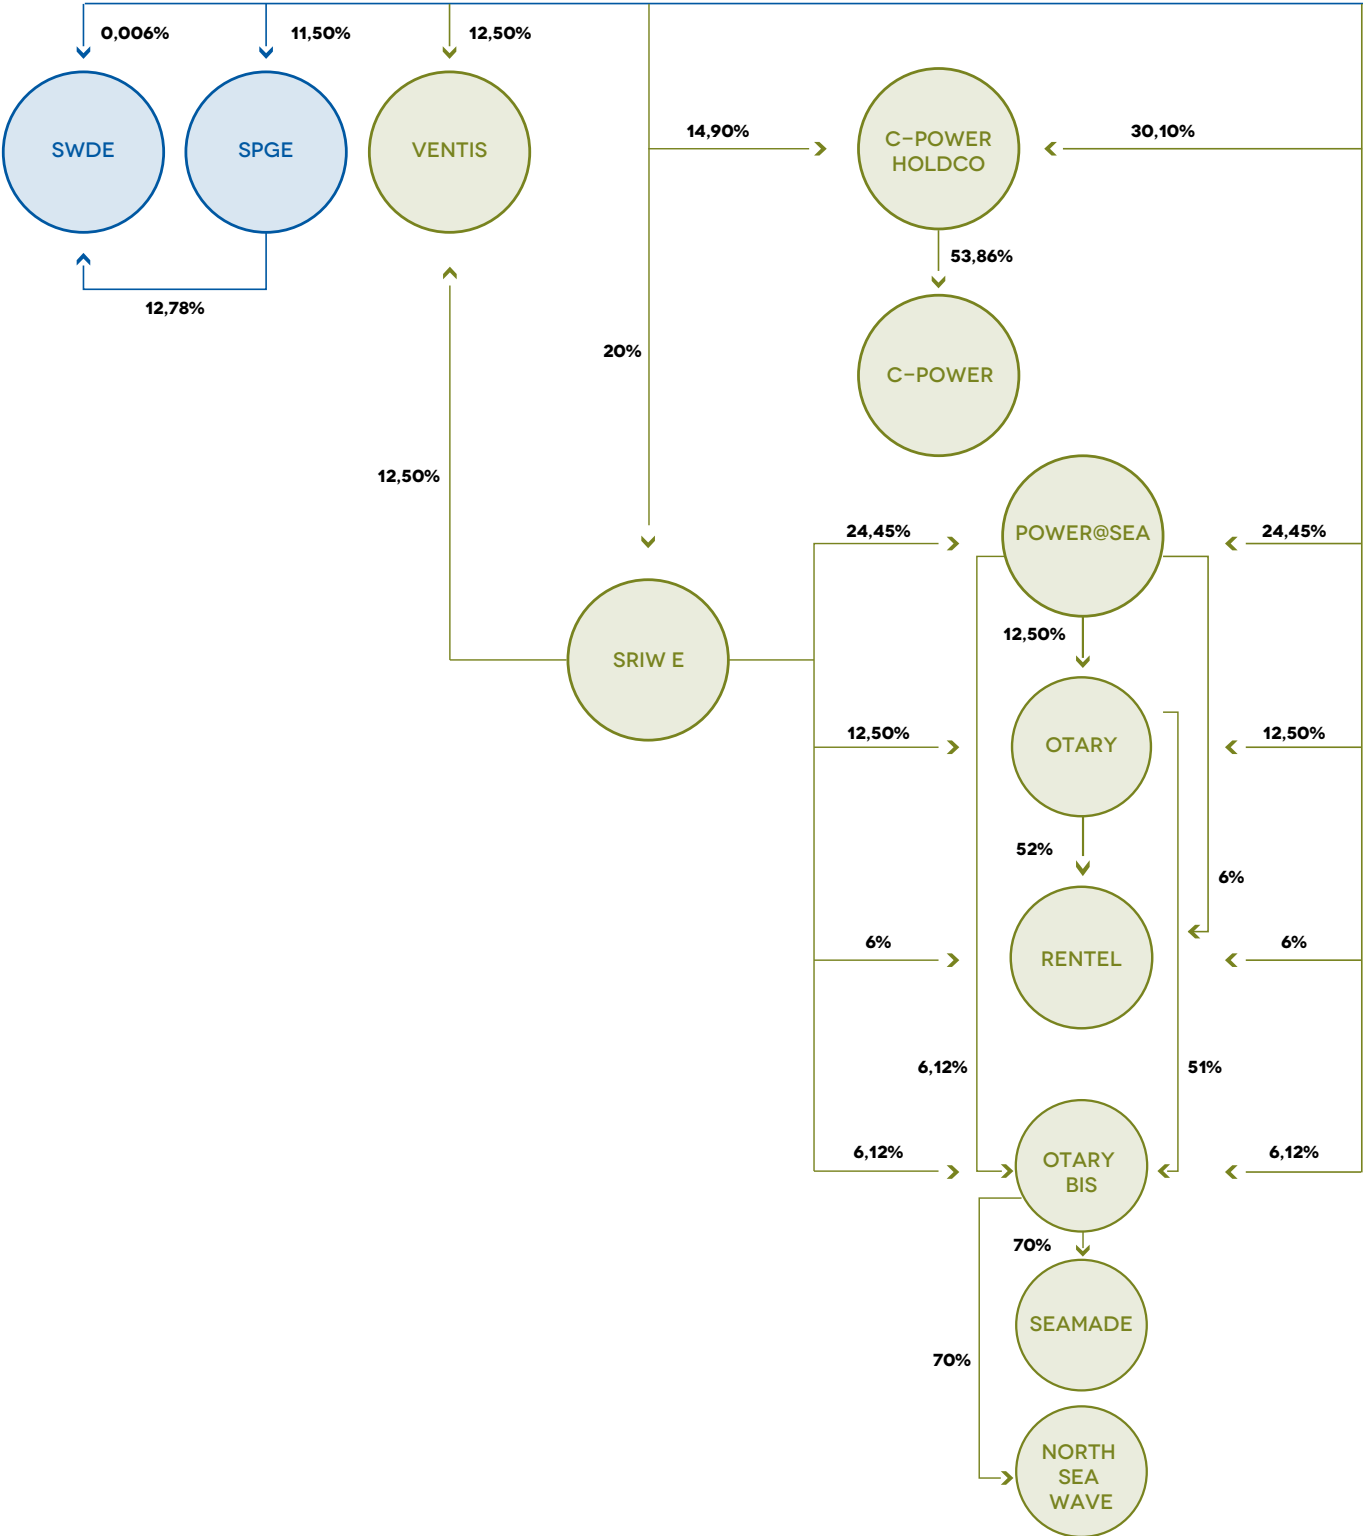 0,006%
11,50%
12,50%
SWDE
SPGE
VENTIS
14,90%
C-POWER
HOLDCO
30,10%
53,86%
12,78%
20%
C-POWER
12,50%
24,45%
POWER@SEA
24,45%
12,50%
SRIW E
12,50%
OTARY
12,50%
52%
6%
6%
RENTEL
6%
6,12%
51%
6,12%
OTARY
BIS
6,12%
70%
SEAMADE
70%
NORTH
SEA
WAVE